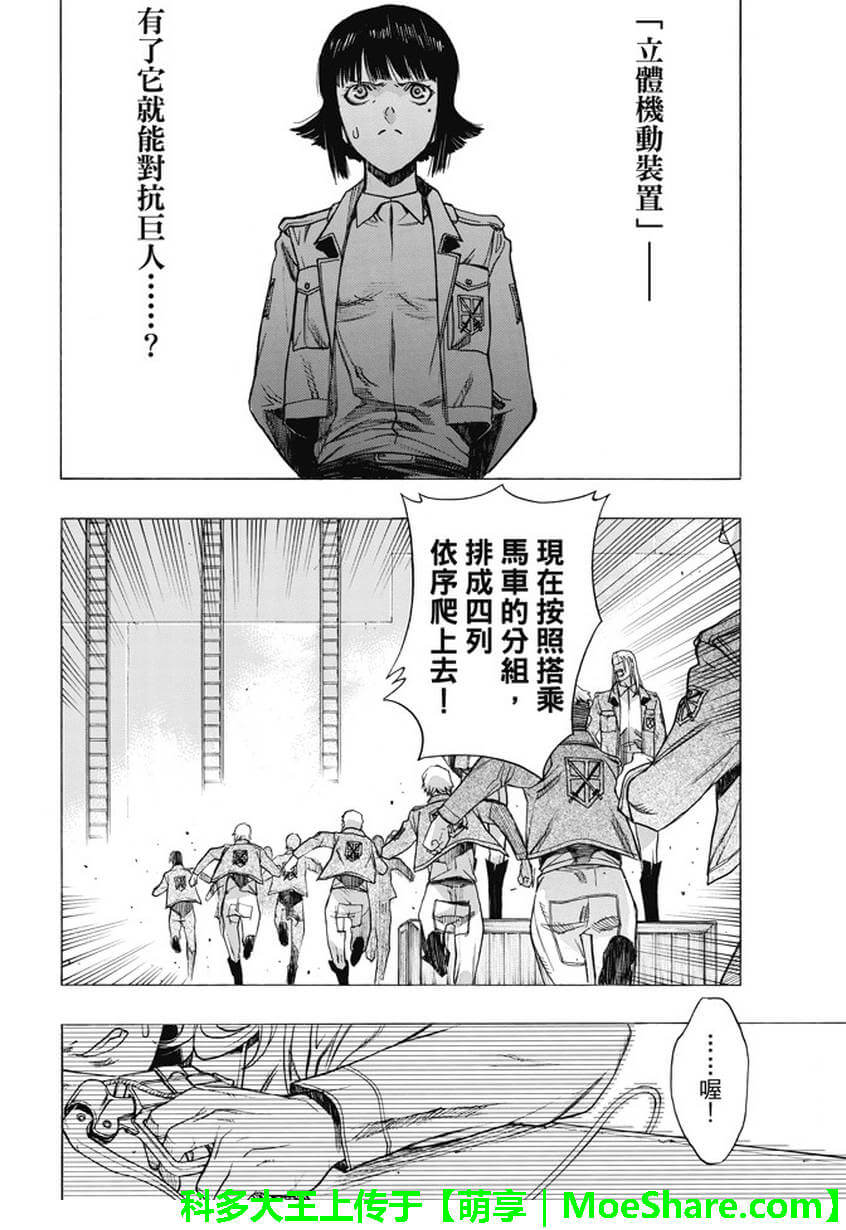 「立體機動裝置」——
有了它就能對抗巨人……？
現在按照搭乘
馬車的分組，
排成四列
依序爬上去！
……喔！
科多大王上传于【萌享】MoeShare.com】